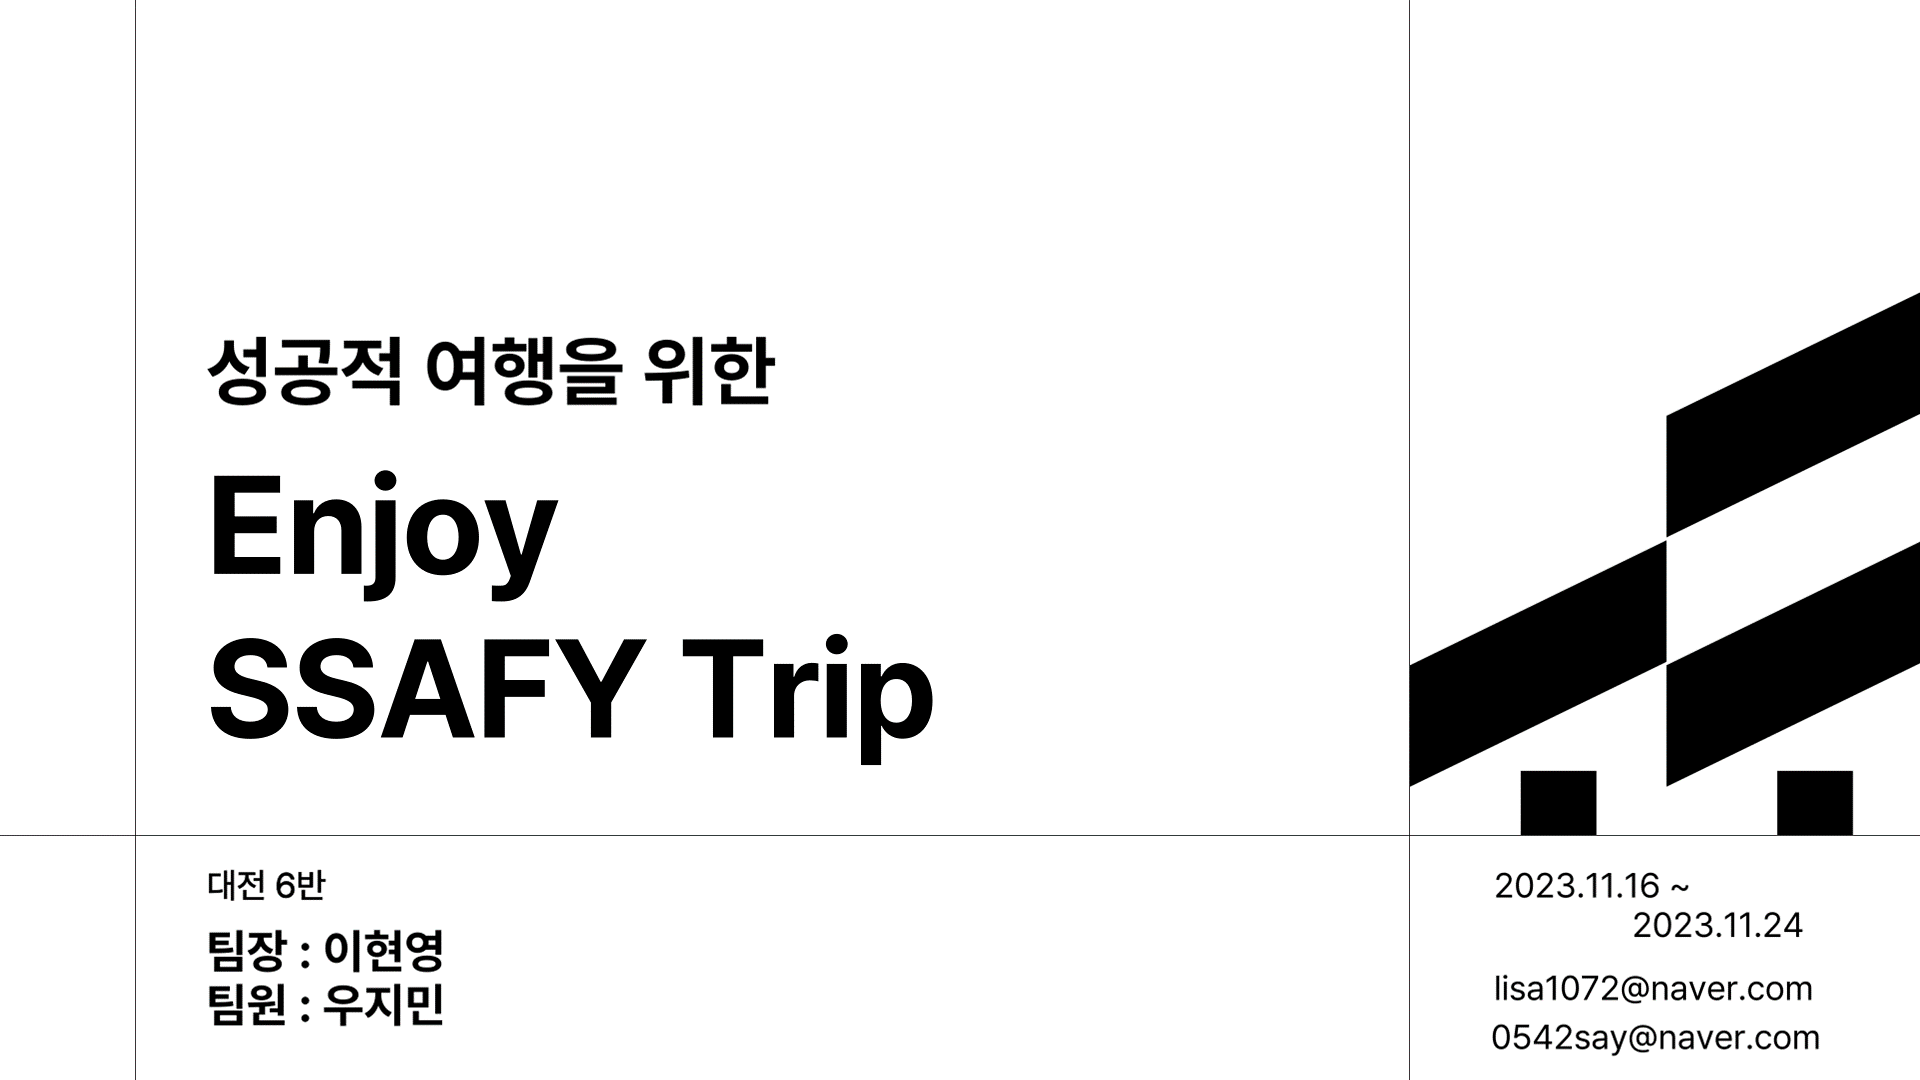 성공적 여행을 위한
Enjoy
SSAFY Trip
대전 6반
팀장 : 이현영
팀원 : 우지민
2023.11.16 ~
2023.11.24
lisa1072@naver.com
0542say@naver.com